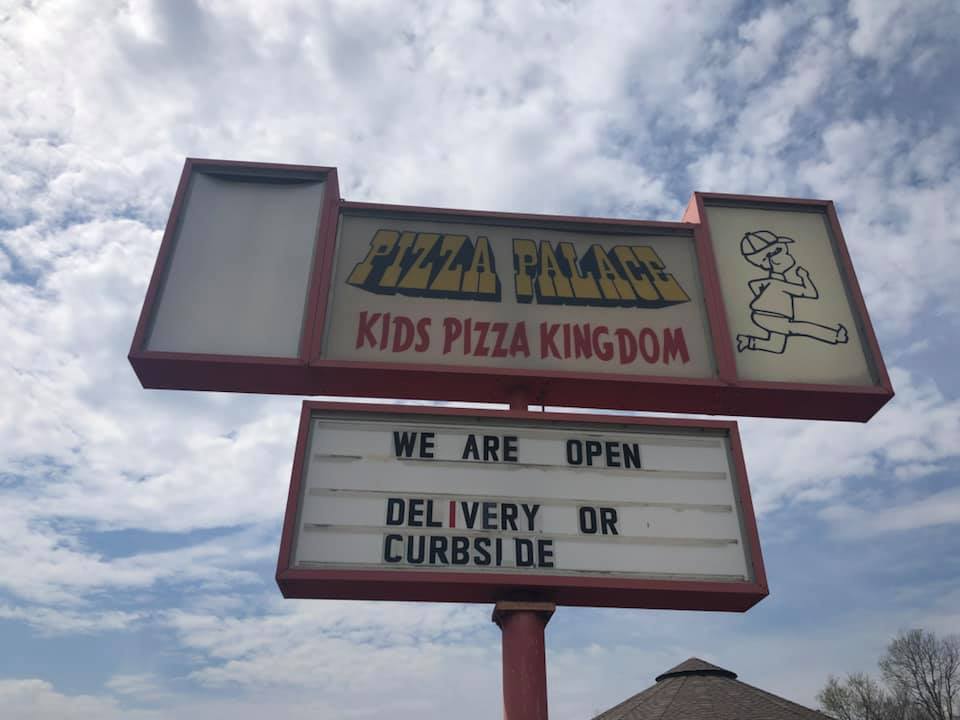 PIZZA PALACE
KIDS PIZZA KINGDOM
WE ARE OPEN
DELIVERY OR
CURBSIDE